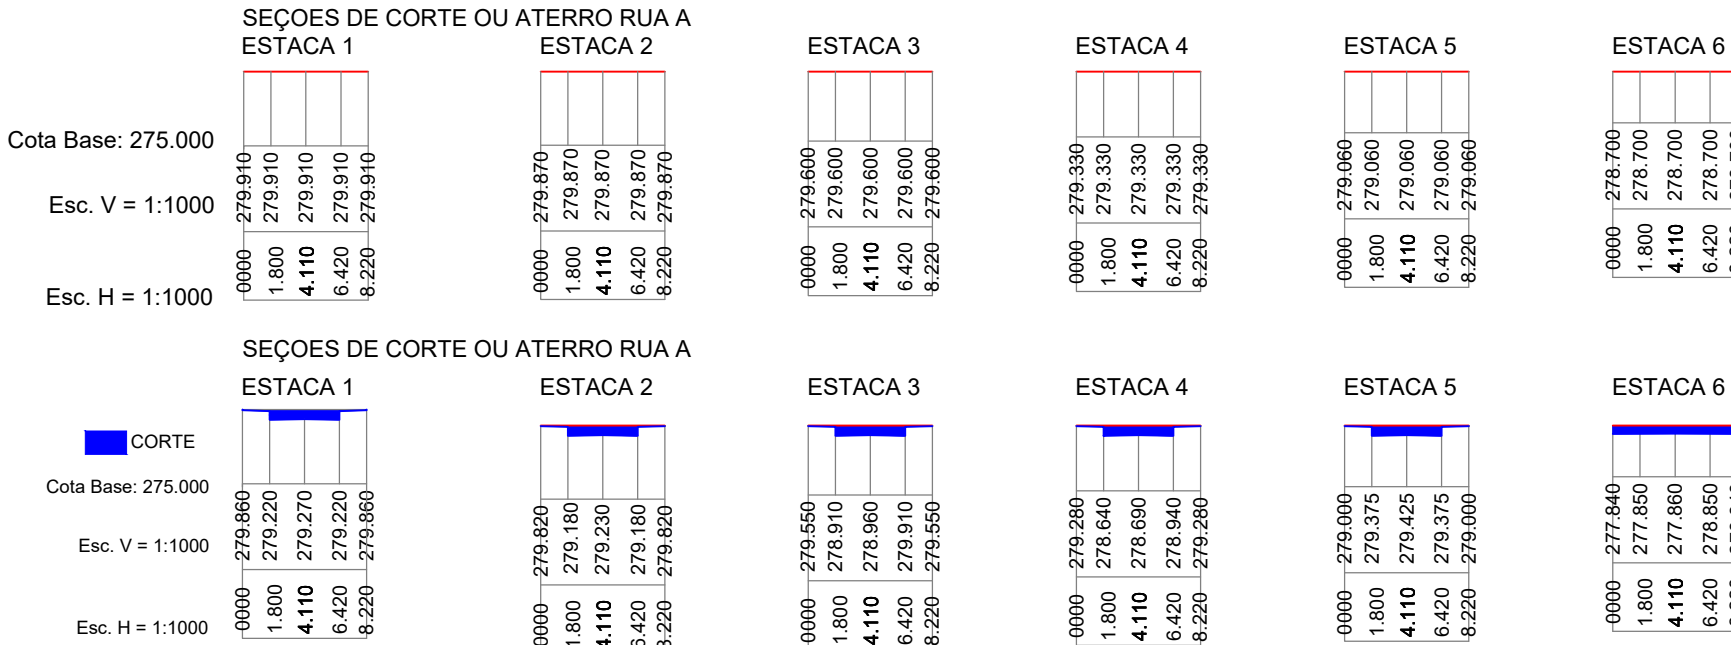 SEÇOES DE CORTE OU ATERRO RUA A
ESTACA 1 ESTACA 2 ESTACA 3 ESTACA 4 ESTACA 5 ESTACA 6
Cota Base: 275.000
Esc. V = 1:1000
Esc. H = 1:1000
279.910 279.910 279.910 279.910 279.910
0000 1.800 4.110 6.420 8.220
279.870 279.870 279.870 279.870 279.870
0000 1.800 4.110 6.420 8.220
279.600 279.600 279.600 279.600 279.600
0000 1.800 4.110 6.420 8.220
279.330 279.330 279.330 279.330 279.330
0000 1.800 4.110 6.420 8.220
279.060 279.060 279.060 279.060 279.060
0000 1.800 4.110 6.420 8.220
278.700 278.700 278.700 278.700
0000 1.800 4.110 6.420
SEÇOES DE CORTE OU ATERRO RUA A
ESTACA 1 ESTACA 2 ESTACA 3 ESTACA 4 ESTACA 5 ESTACA 6
CORTE
Cota Base: 275.000
Esc. V = 1:1000
Esc. H = 1:1000
279.860 279.220 279.270 279.220 279.860
0000 1.800 4.110 6.420 8.220
279.820 279.180 279.230 279.180 279.820
0000 1.800 4.110 6.420 8.220
279.550 278.910 278.960 279.910 279.550
0000 1.800 4.110 6.420 8.220
279.280 278.640 278.690 278.940 279.280
0000 1.800 4.110 6.420 8.220
279.000 279.375 279.425 279.375 279.000
0000 1.800 4.110 6.420 8.220
277.840 277.850 277.860 278.850
0000 1.800 4.110 6.420